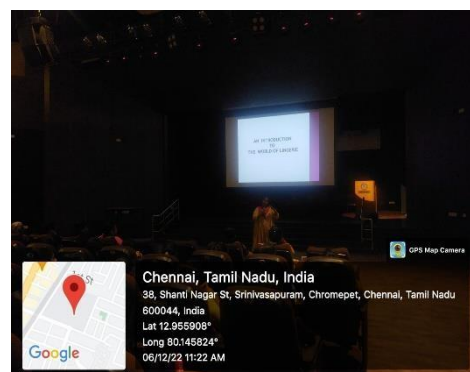 AN INTRODUCTION
TO
THE WORLD OF
GPS Map Camera
Chennai, Tamil Nadu, India
38, Shanti Nagar St, Srinivasapuram, Chromepet, Chennai, Tamil Nadu
600044, India
Lat 12.955908°
Long 80.145824°
06/12/22 11:22 AM
Google